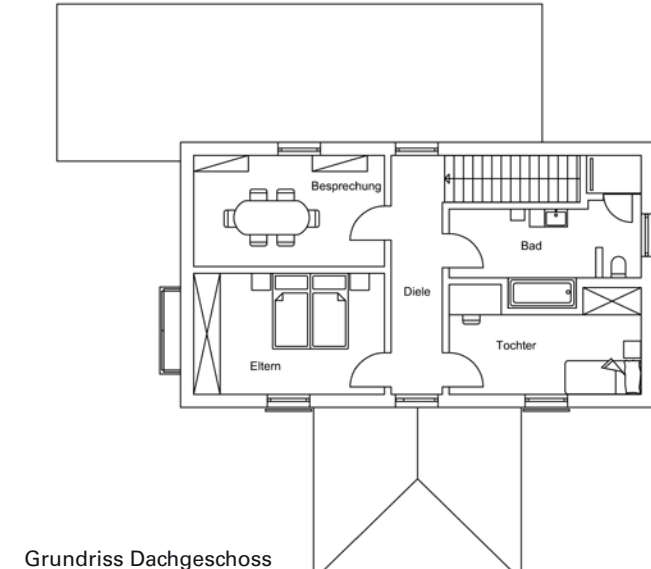 Besprechung
Bad
Diele
Tochter
Eltern
Grundriss Dachgeschoss